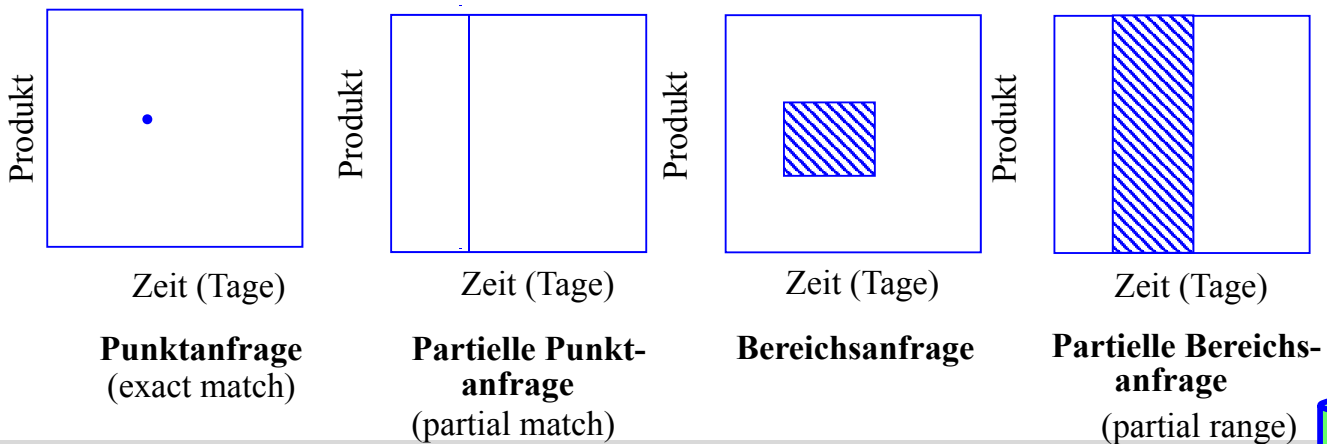 Produkt
Zeit (Tage)
Punktanfrage
(exact match)
Produkt
Zeit (Tage)
Partielle Punkt-
anfrage
(partial match)
Produkt
Zeit (Tage)
Bereichsanfrage
Produkt
Zeit (Tage)
Partielle Bereichs-
anfrage
(partial range)